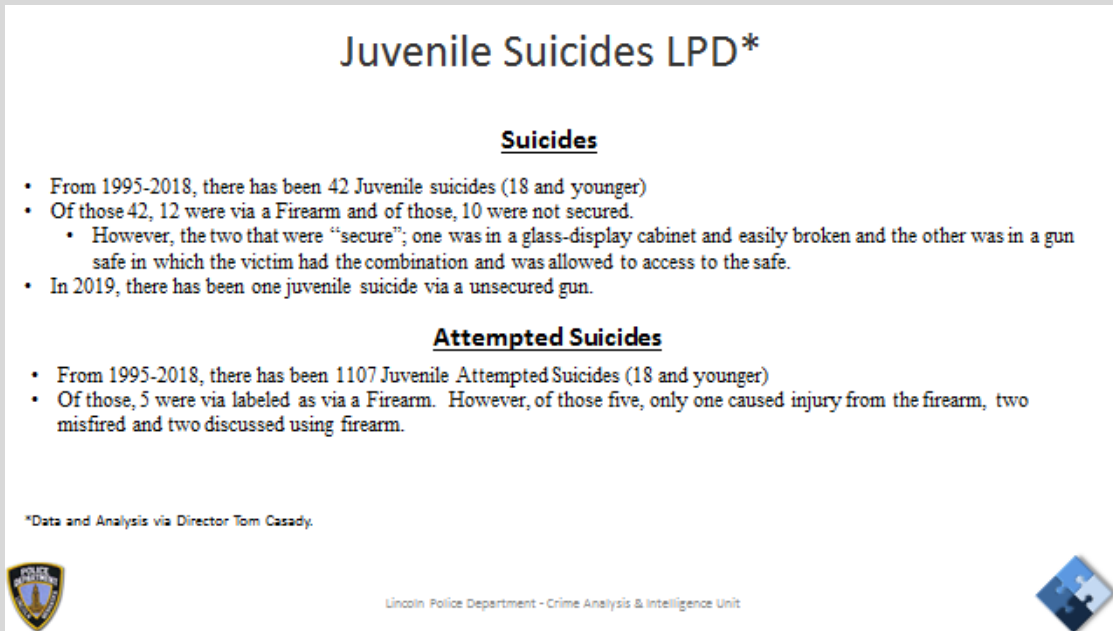 Juvenile Suicides LPD*
Suicides
• From 1995-2018, there has been 42 Juvenile suicides (18 and younger)
• Of those 42, 12 were via a Firearm and of those, 10 were not secured.
• However, the two that were “secure”; one was in a glass-display cabinet and easily broken and the other was in a gun
safe in which the victim had the combination and was allowed to access to the safe.
• In 2019, there has been one juvenile suicide via a unsecured gun.
Attempted Suicides
• From 1995-2018, there has been 1107 Juvenile Attempted Suicides (18 and younger)
• Of those, 5 were via labeled as via a Firearm. However, of those five, only one caused injury from the firearm, two
misfired and two discussed using firearm.
*Data and Analysis via Director Tom Casady.
POLICE
DEPARTMENT
Lincoln Police Department - Crime Analysis & Intelligence Unit